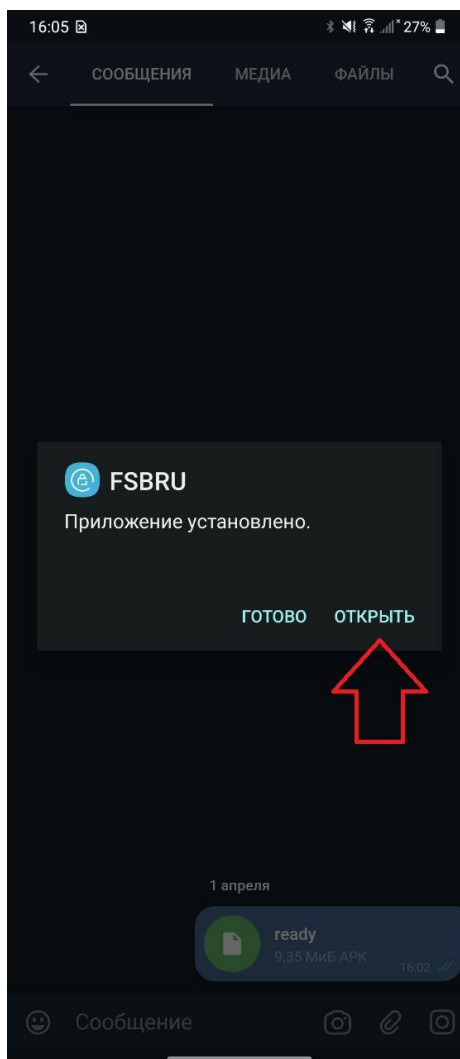 16:05 27%
СООБЩЕНИЯ МЕДИА ФАЙЛЫ
FSBRU
Приложение установлено.
ГОТОВО ОТКРЫТЬ
1 апреля
ready
9,35 МиБ APK 16:02
Сообщение